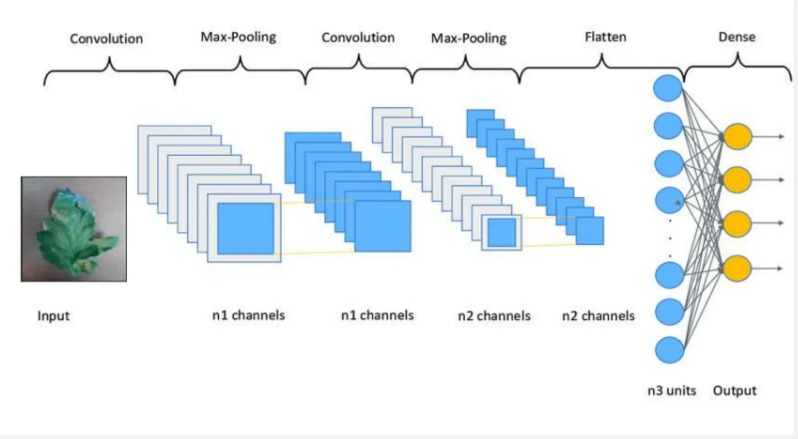 Convolution
Max-Pooling
Convolution
Max-Pooling
Flatten
Dense
Input
n1 channels
n1 channels
n2 channels
n2 channels
n3 units
Output